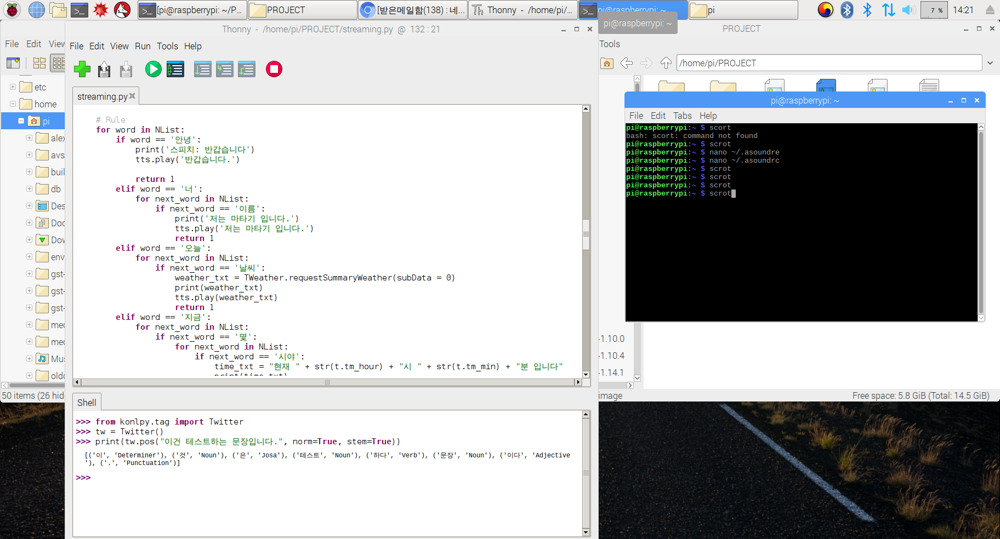 [pi@raspberrypi: ~/P...
PROJECT
[받은메일함(138) : 네...
Thonny - /home/pi/...
pi@raspberrypi: ~
pi
7 %
14:21
pi@raspberrypi: ~
Thonny - /home/pi/PROJECT/streaming.py @ 132 : 21
PROJECT
File Edit View
File Edit View Run Tools Help
Tools
/home/pi/PROJECT
etc
home
pi
alex
avs
buil
db
Des
Doc
Dov
env
gst-
gst-
gst-
med
med
Mus
oldc
50 items (26 hid
streaming.py
# Rule
for word in NList:
if word == '안녕':
print('스피치: 반갑습니다')
tts.play('반갑습니다.')
return 1
elif word == '너':
for next_word in NList:
if next_word == '이름':
print('저는 마타기 입니다.')
tts.play('저는 마타기 입니다.')
return 1
elif word == '오늘':
for next_word in NList:
if next_word == '날씨':
weather_txt = TWeather.requestSummaryWeather(subData = 0)
print(weather_txt)
tts.play(weather_txt)
return 1
elif word == '지금':
for next_word in NList:
if next_word == '몇':
for next_word in NList:
if next_word == '시야':
time_txt = "현재 " + str(t.tm_hour) + "시 " + str(t.tm_min) + "분 입니다"
print(time_txt)
Shell
>>> from konlpy.tag import Twitter
>>> tw = Twitter()
>>> print(tw.pos("이건 테스트하는 문장입니다.", norm=True, stem=True))
[('이', 'Determiner'), ('것', 'Noun'), ('은', 'Josa'), ('테스트', 'Noun'), ('하다', 'Verb'), ('문장', 'Noun'), ('이다', 'Adjective
'), ('.', 'Punctuation')]
>>>
pi@raspberrypi: ~
File Edit Tabs Help
pi@raspberrypi:~ $ scort
bash: scort: command not found
pi@raspberrypi:~ $ scrot
pi@raspberrypi:~ $ nano ~/.asoundre
pi@raspberrypi:~ $ nano ~/.asoundrc
pi@raspberrypi:~ $ scrot
pi@raspberrypi:~ $ scrot
pi@raspberrypi:~ $ scrot
pi@raspberrypi:~ $ scrot
-1.10.0
-1.10.4
-1.14.1
image
Free space: 5.8 GiB (Total: 14.5 GiB)